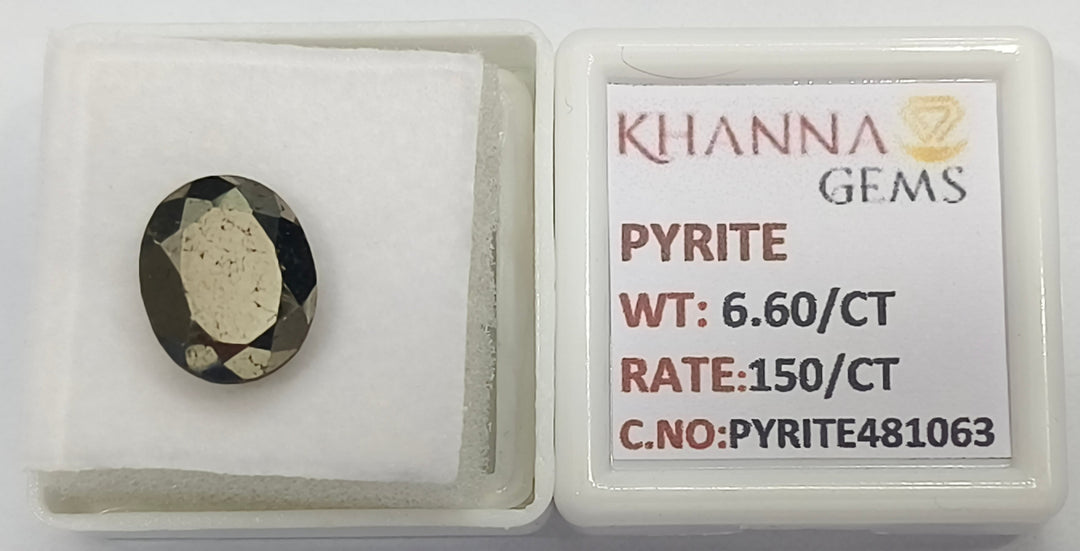 KHANNA
GEMS
PYRITE
WT: 6.60/CT
RATE:150/CT
C.NO:PYRITE481063